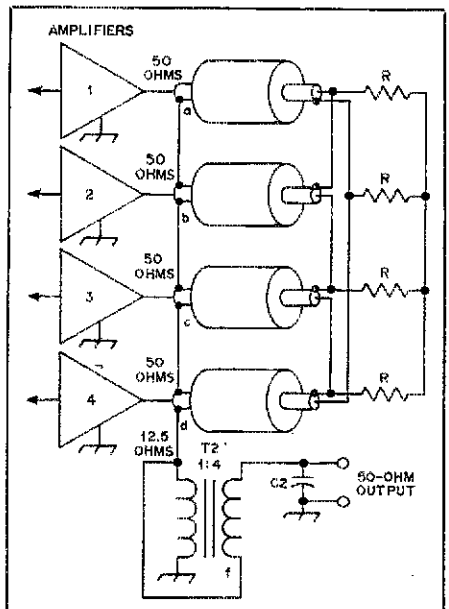 AMPLIFIERS
50
OHMS
1
a
R
50
OHMS
2
b
R
50
OHMS
3
c
R
50
OHMS
4
d
R
12.5
OHMS
T2
1:4
C2
50-OHM
OUTPUT
f